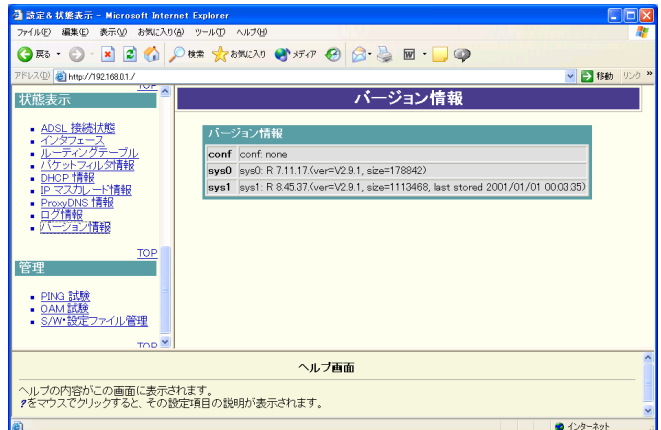 設定&状態表示 - Microsoft Internet Explorer
ファイル(F) 編集(E) 表示(V) お気に入り(A) ツール(T) ヘルプ(H)
戻る 検索 お気に入り メディア
アドレス(D) http://192.168.0.1/ 移動 リンク »
TOP
状態表示
ADSL 接続状態
インタフェース
ルーティングテーブル
パケットフィルタ情報
DHCP 情報
IP マスカレード情報
ProxyDNS 情報
ログ情報
バージョン情報
TOP
管理
PING 試験
OAM 試験
S/W・設定ファイル管理
TOP
バージョン情報
バージョン情報
conf conf: none
sys0 sys0: R 7.11.17.(ver=V2.9.1, size=178842)
sys1 sys1: R 8.45.37.(ver=V2.9.1, size=1113468, last stored 2001/01/01 00:03:35)
ヘルプ画面
ヘルプの内容がこの画面に表示されます。
?をマウスでクリックすると、その設定項目の説明が表示されます。
インターネット